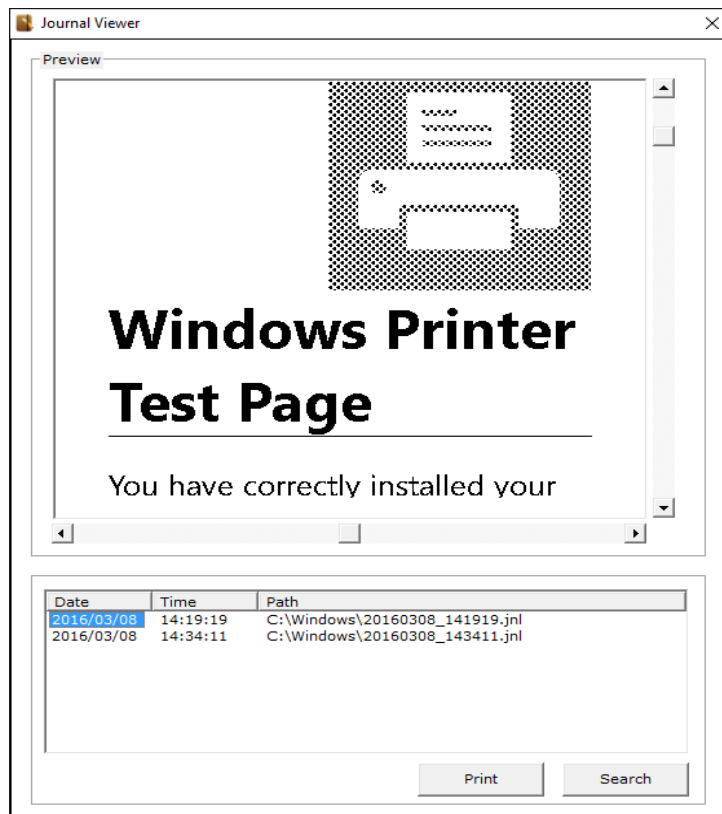 Journal Viewer
Preview
Windows Printer
Test Page
You have correctly installed your
Date Time Path
2016/03/08 14:19:19 C:\Windows\20160308_141919.jnl
2016/03/08 14:34:11 C:\Windows\20160308_143411.jnl
Print Search